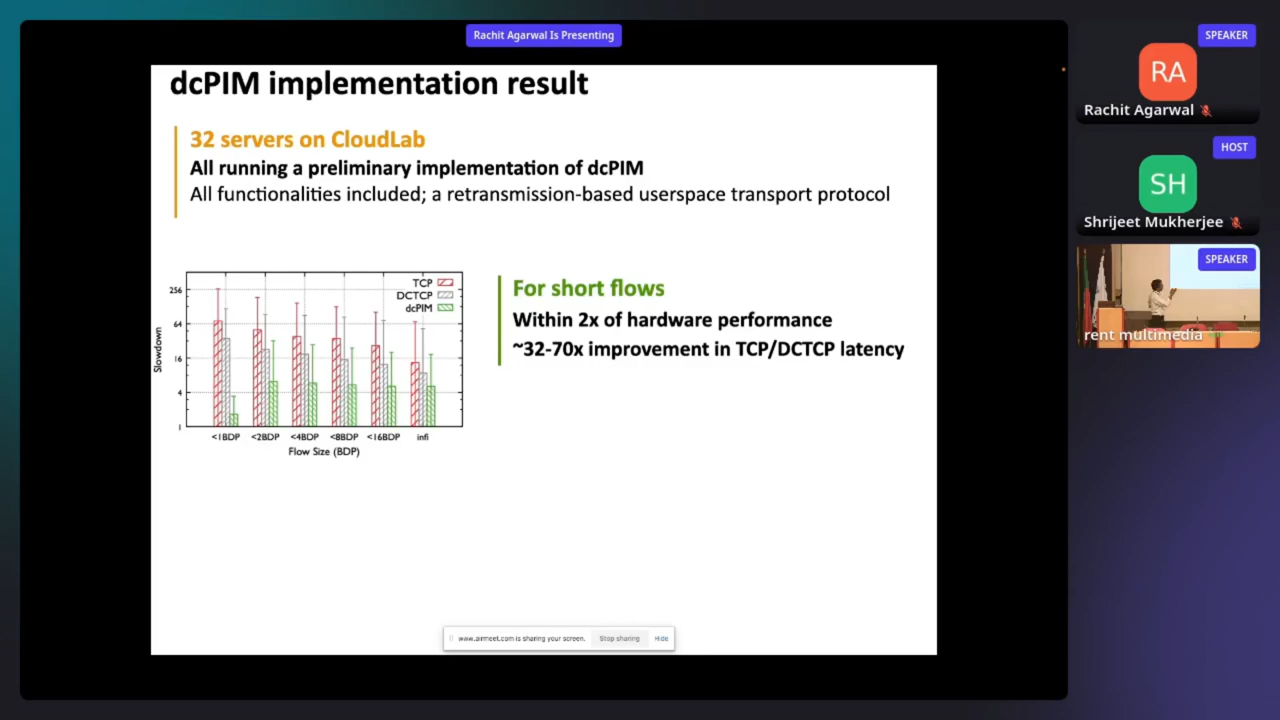 Rachit Agarwal Is Presenting
dcPIM implementation result
32 servers on CloudLab
All running a preliminary implementation of dcPIM
All functionalities included; a retransmission-based userspace transport protocol
256
64
16
4
1
Slowdown
TCP
DCTCP
dcPIM
<1BDP
<2BDP
<4BDP
<8BDP
<16BDP
infi
Flow Size (BDP)
For short flows
Within 2x of hardware performance
~32-70x improvement in TCP/DCTCP latency
www.airmeet.com is sharing your screen.
Stop sharing
Hide
SPEAKER
RA
Rachit Agarwal
HOST
SH
Shrijeet Mukherjee
SPEAKER
rent multimedia